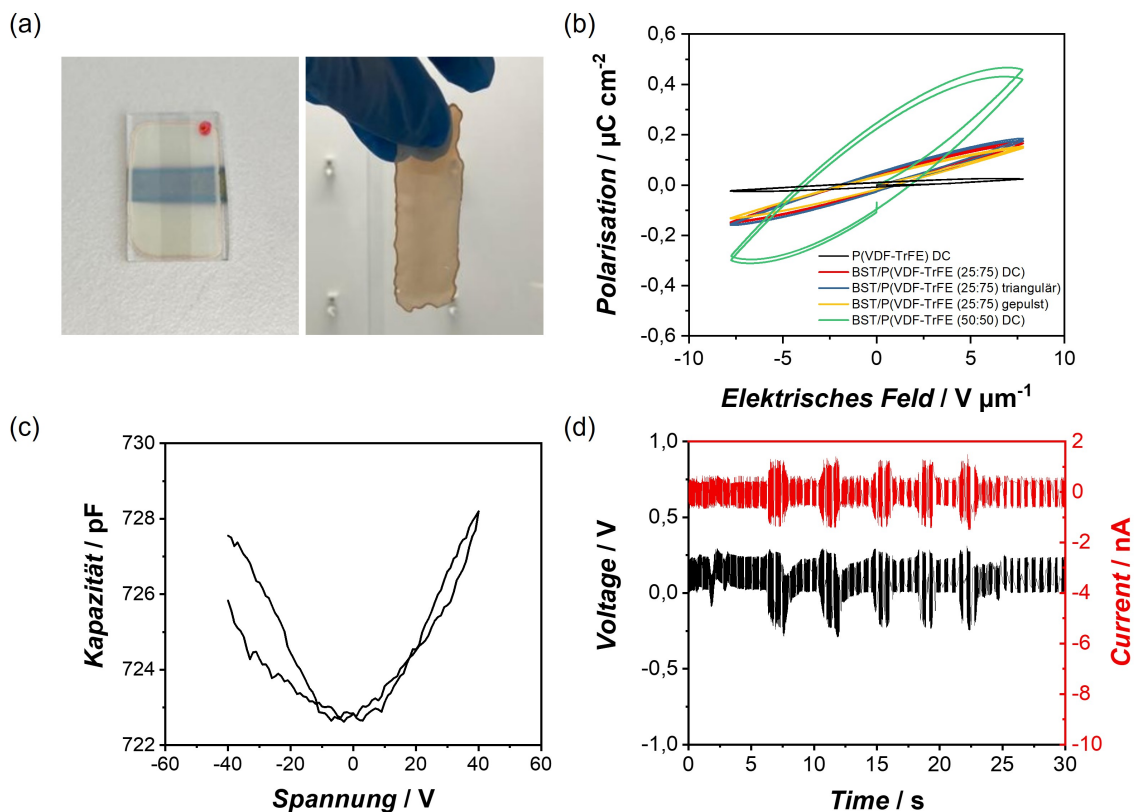 (a)
(b)
0,6
0,4
0,2
0,0
-0,2
-0,4
-0,6
Polarisation / µC cm-2
P(VDF-TrFE) DC
BST/P(VDF-TrFE (25:75) DC)
BST/P(VDF-TrFE (25:75) triangulär)
BST/P(VDF-TrFE (25:75) gepulst)
BST/P(VDF-TrFE (50:50) DC)
-10 -5 0 5 10
Elektrisches Feld / V µm-1
(c)
730
728
726
724
722
Kapazität / pF
-60 -40 -20 0 20 40 60
Spannung / V
(d)
1,0
0,5
0,0
-0,5
-1,0
Voltage / V
2
0
-2
-4
-6
-8
-10
Current / nA
0 5 10 15 20 25 30
Time / s